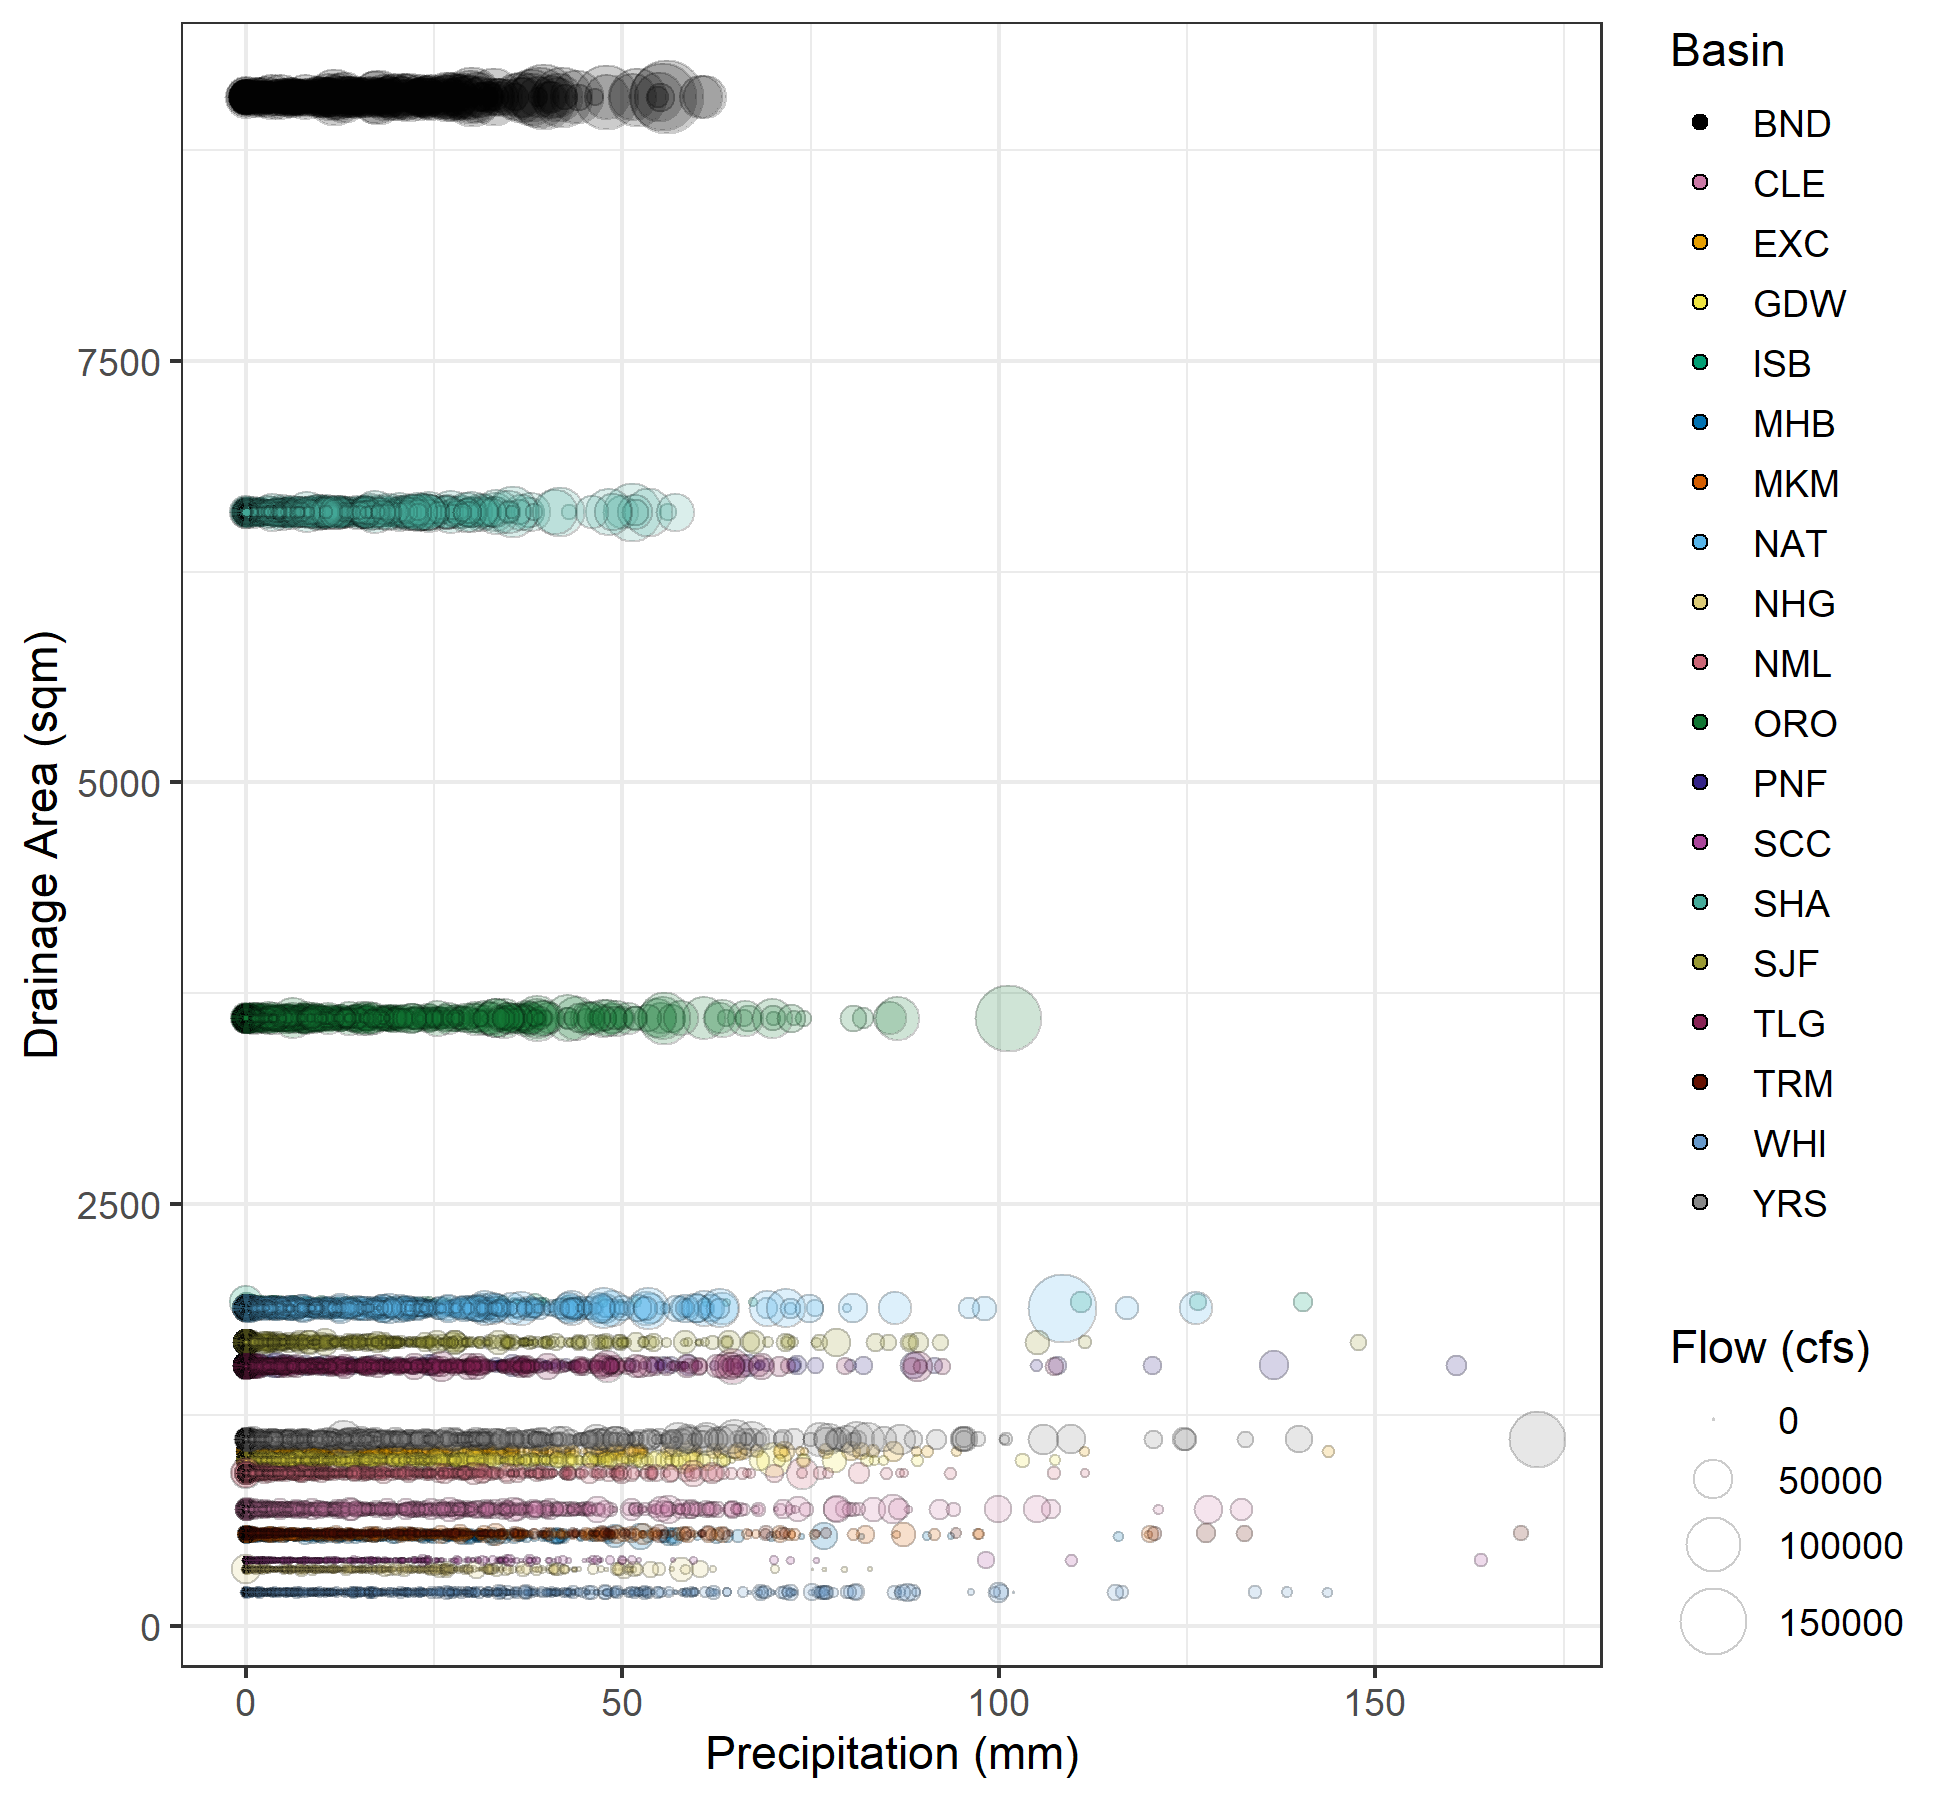 Drainage Area (sqm)
7500
5000
2500
0
0
50
100
150
Precipitation (mm)
Basin
BND
CLE
EXC
GDW
ISB
MHB
MKM
NAT
NHG
NML
ORO
PNF
SCC
SHA
SJF
TLG
TRM
WHI
YRS
Flow (cfs)
0
50000
100000
150000